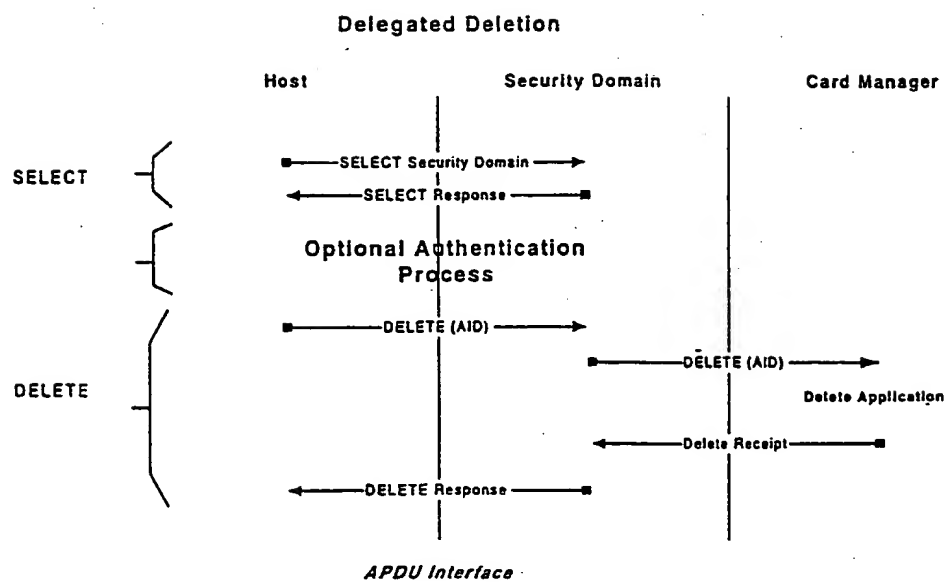 Delegated Deletion
Host Security Domain Card Manager
SELECT Security Domain
SELECT
SELECT Response
Optional Authentication
Process
DELETE (AID)
DELETE (AID)
DELETE
Delete Application
Delete Receipt
DELETE Response
APDU Interface